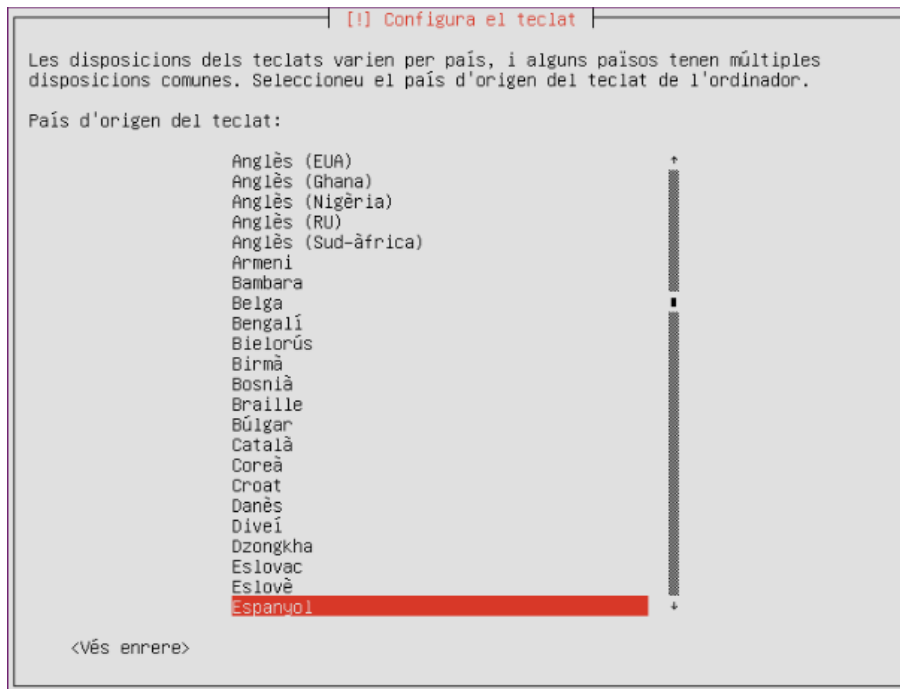 [!] Configura el teclat
Les disposicions dels teclats varien per país, i alguns països tenen múltiples
disposicions comunes. Seleccioneu el país d'origen del teclat de l'ordinador.
País d'origen del teclat:
Anglès (EUA)
Anglès (Ghana)
Anglès (Nigèria)
Anglès (RU)
Anglès (Sud-àfrica)
Armeni
Bambara
Belga
Bengalí
Bielorús
Birmà
Bosnià
Braille
Búlgar
Català
Coreà
Croat
Danès
Diveí
Dzongkha
Eslovac
Eslovè
Espanyol
<Vés enrere>